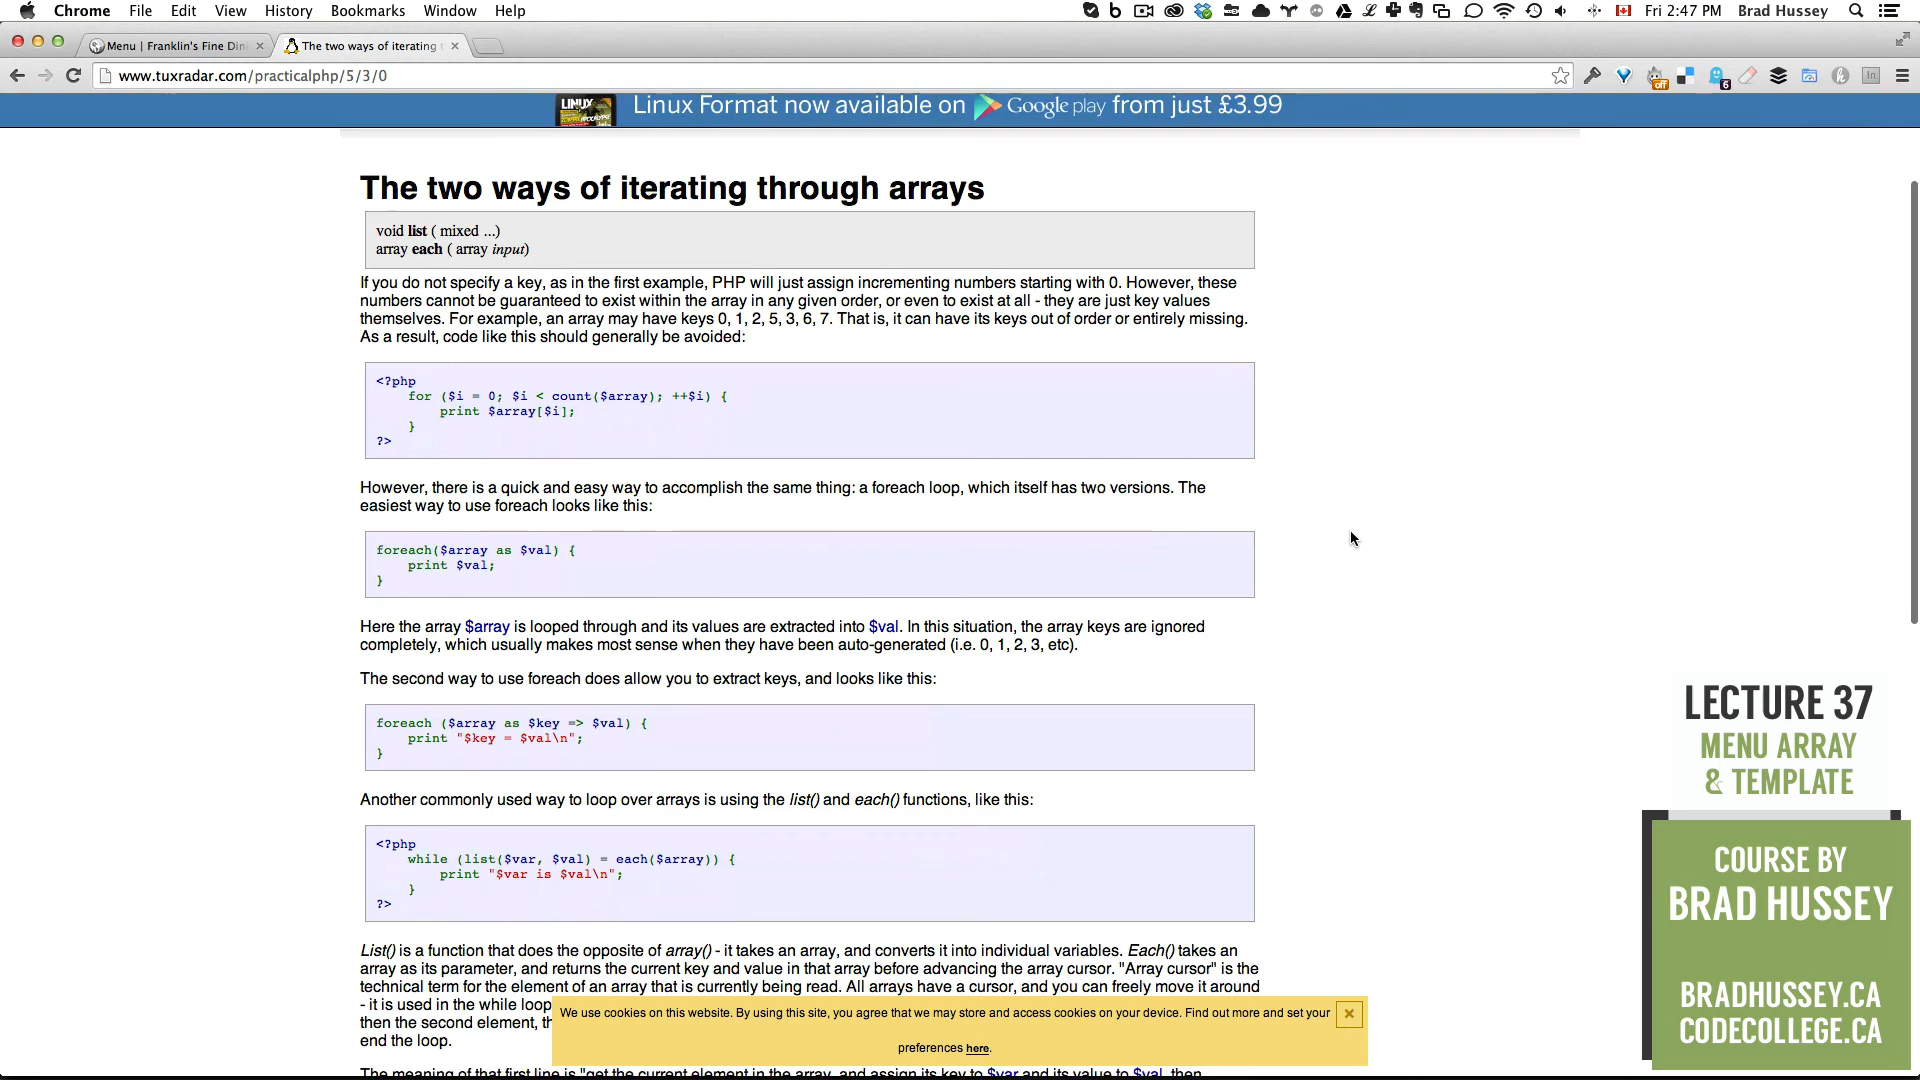 Chrome File Edit View History Bookmarks Window Help
Fri 2:47 PM Brad Hussey
Menu | Franklin's Fine Din
The two ways of iterating
www.tuxradar.com/practicalphp/5/3/0
off
6
Linux Format now available on Google play from just £3.99
LINUX
The two ways of iterating through arrays
void list ( mixed ...)
array each ( array input)
If you do not specify a key, as in the first example, PHP will just assign incrementing numbers starting with 0. However, these
numbers cannot be guaranteed to exist within the array in any given order, or even to exist at all - they are just key values
themselves. For example, an array may have keys 0, 1, 2, 5, 3, 6, 7. That is, it can have its keys out of order or entirely missing.
As a result, code like this should generally be avoided:
<?php
for ($i = 0; $i < count($array); ++$i) {
print $array[$i];
}
?>
However, there is a quick and easy way to accomplish the same thing: a foreach loop, which itself has two versions. The
easiest way to use foreach looks like this:
foreach($array as $val) {
print $val;
}
Here the array $array is looped through and its values are extracted into $val. In this situation, the array keys are ignored
completely, which usually makes most sense when they have been auto-generated (i.e. 0, 1, 2, 3, etc).
The second way to use foreach does allow you to extract keys, and looks like this:
foreach ($array as $key => $val) {
print "$key = $val\n";
}
Another commonly used way to loop over arrays is using the list() and each() functions, like this:
<?php
while (list($var, $val) = each($array)) {
print "$var is $val\n";
}
?>
List() is a function that does the opposite of array() - it takes an array, and converts it into individual variables. Each() takes an
array as its parameter, and returns the current key and value in that array before advancing the array cursor. "Array cursor" is the
technical term for the element of an array that is currently being read. All arrays have a cursor, and you can freely move it around
- it is used in the while loop
then the second element, th
end the loop.
The meaning of that first line is "get the current element in the array, and assign its key to $var and its value to $val, then
We use cookies on this website. By using this site, you agree that we may store and access cookies on your device. Find out more and set your
preferences here.
LECTURE 37
MENU ARRAY
& TEMPLATE
COURSE BY
BRAD HUSSEY
BRADHUSSEY.CA
CODECOLLEGE.CA